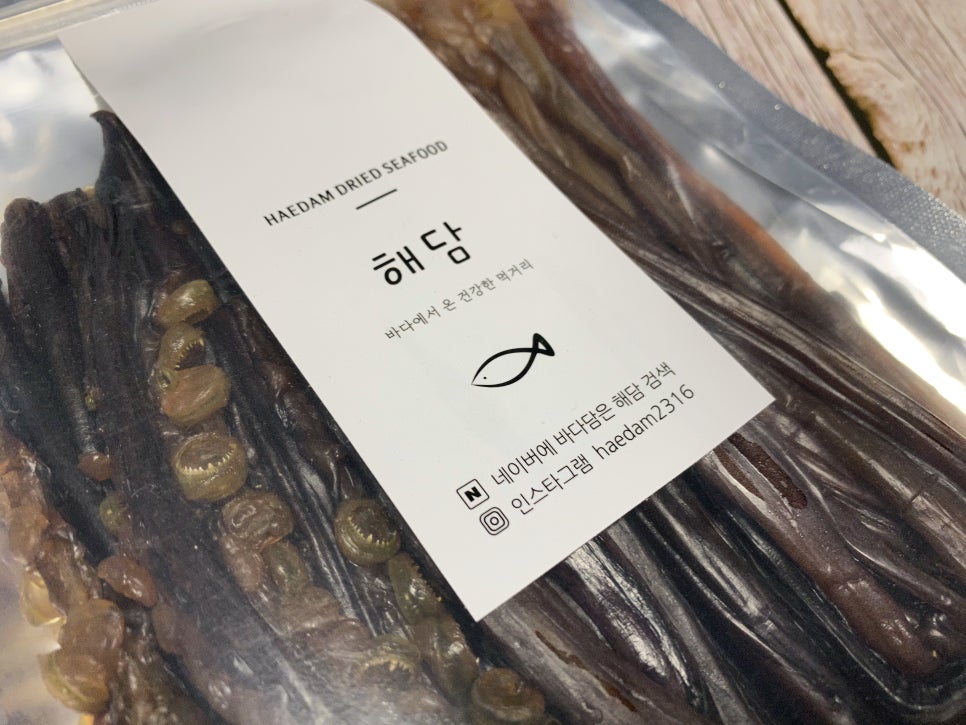 HAEDAM DRIED SEAFOOD
해담
바다에서 온 건강한 먹거리
N 네이버에 바다담은 해담 검색
인스타그램 haedam2316